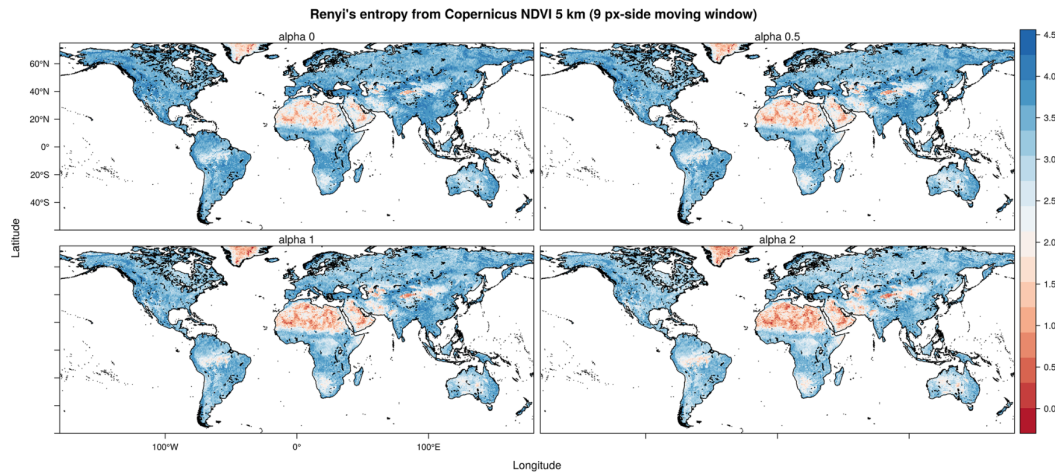 Renyi's entropy from Copernicus NDVI 5 km (9 px-side moving window)
alpha 0
alpha 0.5
60°N
40°N
20°N
0°
20°S
40°S
alpha 1
alpha 2
Latitude
100°W
0°
100°E
Longitude
4.5
4.0
3.5
3.0
2.5
2.0
1.5
1.0
0.5
0.0